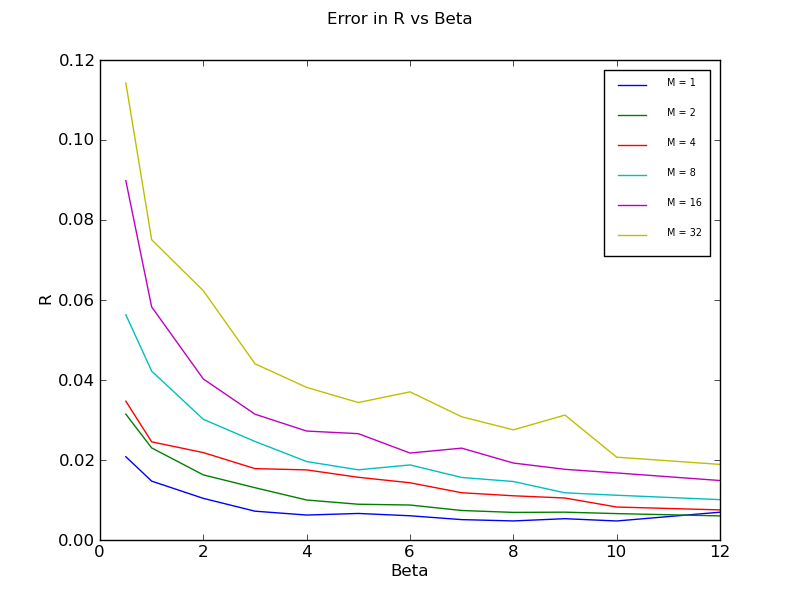 Error in R vs Beta
0.12
0.10
0.08
0.06
0.04
0.02
0.00
R
M = 1
M = 2
M = 4
M = 8
M = 16
M = 32
0 2 4 6 8 10 12
Beta